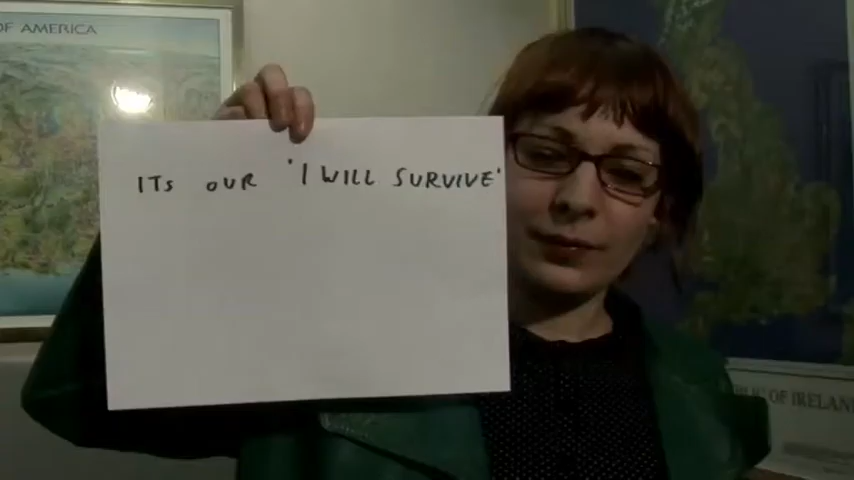 OF AMERICA
ITS OUR 'I WILL SURVIVE'
OF IRELAND